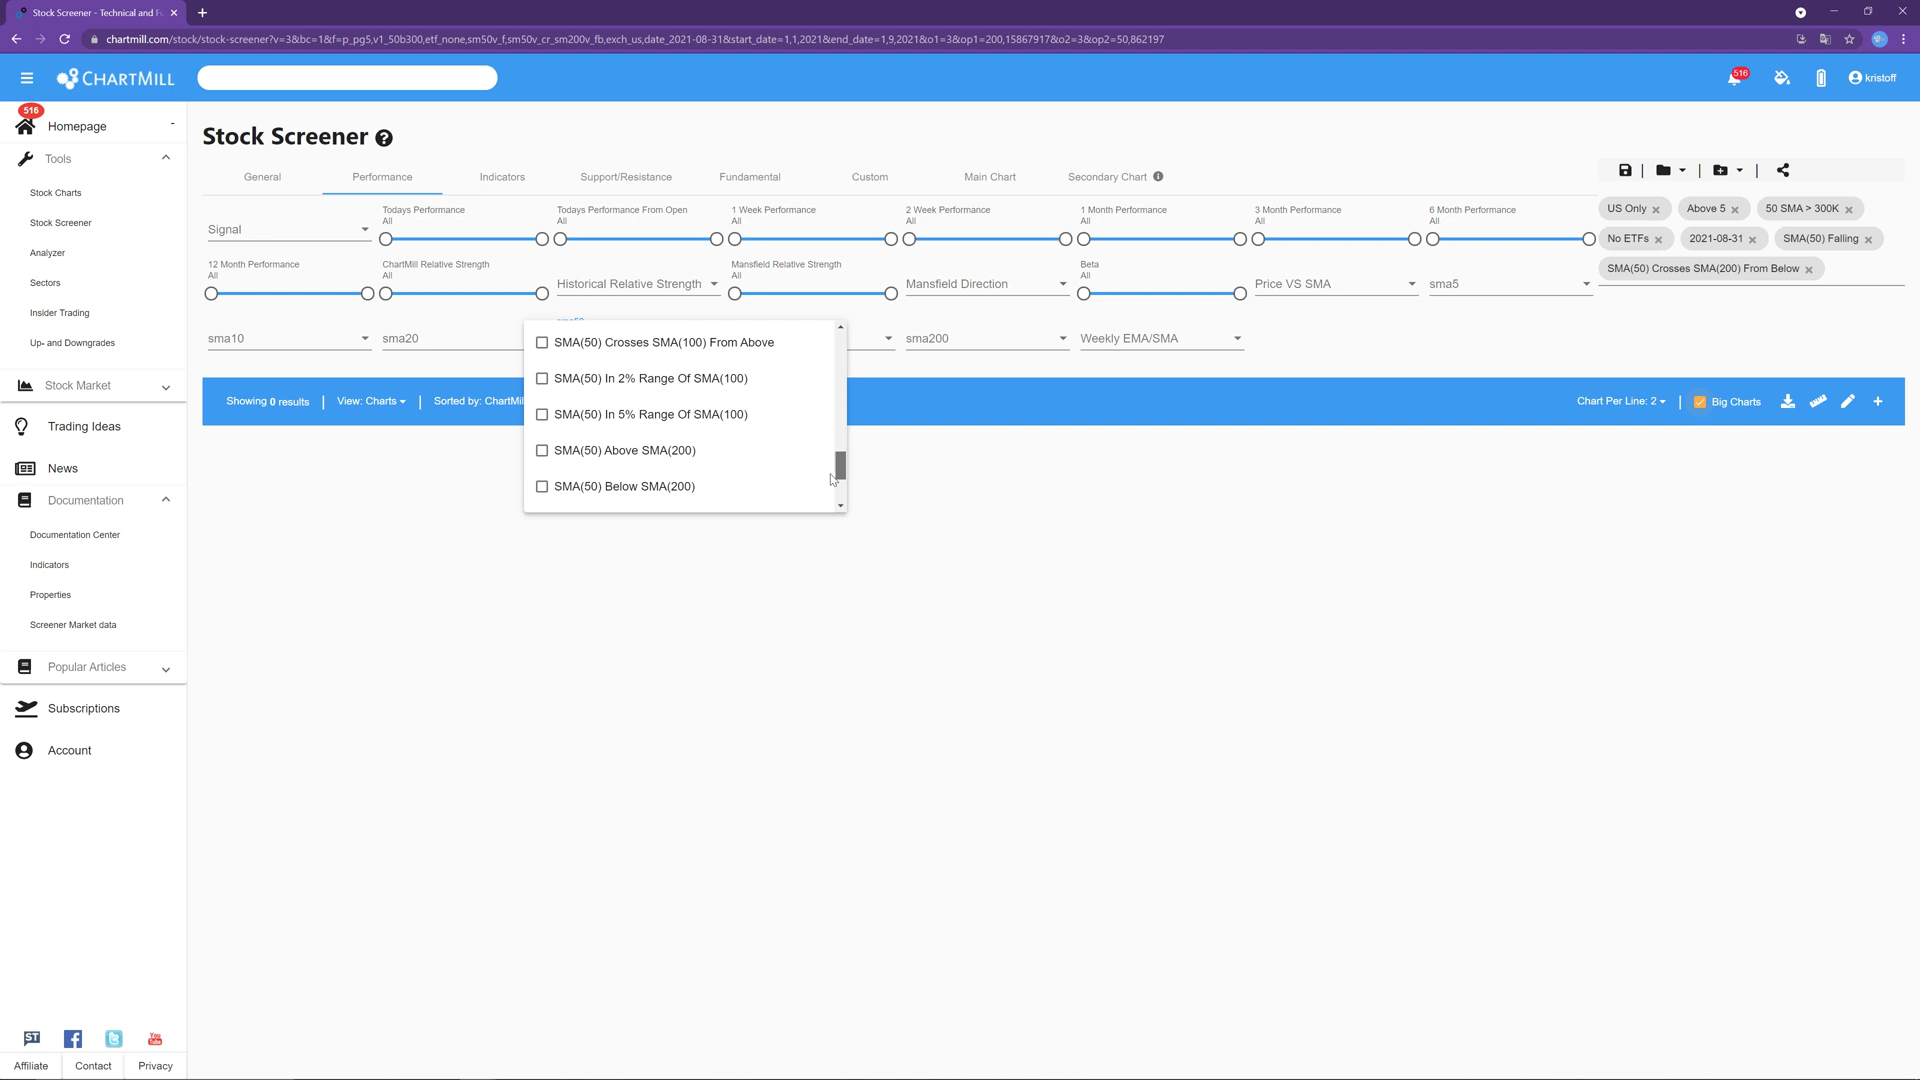 Stock Screener - Technical and F
chartmill.com/stock/stock-screener?v=3&bc=1&f=p_pg5,v1_50b300,etf_none,sm50v_f,sm50v_cr_sm200v_fb,exch_us,date_2021-08-31&start_date=1,1,2021&end_date=1,9,2021&o1=3&op1=200,15867917&o2=3&op2=50,862197
CHARTMILL
516
kristoff
516
Homepage
Tools
Stock Charts
Stock Screener
Analyzer
Sectors
Insider Trading
Up- and Downgrades
Stock Market
Trading Ideas
News
Documentation
Documentation Center
Indicators
Properties
Screener Market data
Popular Articles
Subscriptions
Account
ST
You Tube
Affiliate
Contact
Privacy
Stock Screener ?
General
Performance
Indicators
Support/Resistance
Fundamental
Custom
Main Chart
Secondary Chart
Signal
Todays Performance
All
Todays Performance From Open
All
1 Week Performance
All
2 Week Performance
All
1 Month Performance
All
3 Month Performance
All
6 Month Performance
All
12 Month Performance
All
ChartMill Relative Strength
All
Historical Relative Strength
Mansfield Relative Strength
All
Mansfield Direction
Beta
All
Price VS SMA
sma5
sma10
sma20
sma200
Weekly EMA/SMA
SMA(50) Crosses SMA(100) From Above
SMA(50) In 2% Range Of SMA(100)
SMA(50) In 5% Range Of SMA(100)
SMA(50) Above SMA(200)
SMA(50) Below SMA(200)
US Only
Above 5
50 SMA > 300K
No ETFs
2021-08-31
SMA(50) Falling
SMA(50) Crosses SMA(200) From Below
Showing 0 results
View: Charts
Sorted by: ChartMil
Chart Per Line: 2
Big Charts